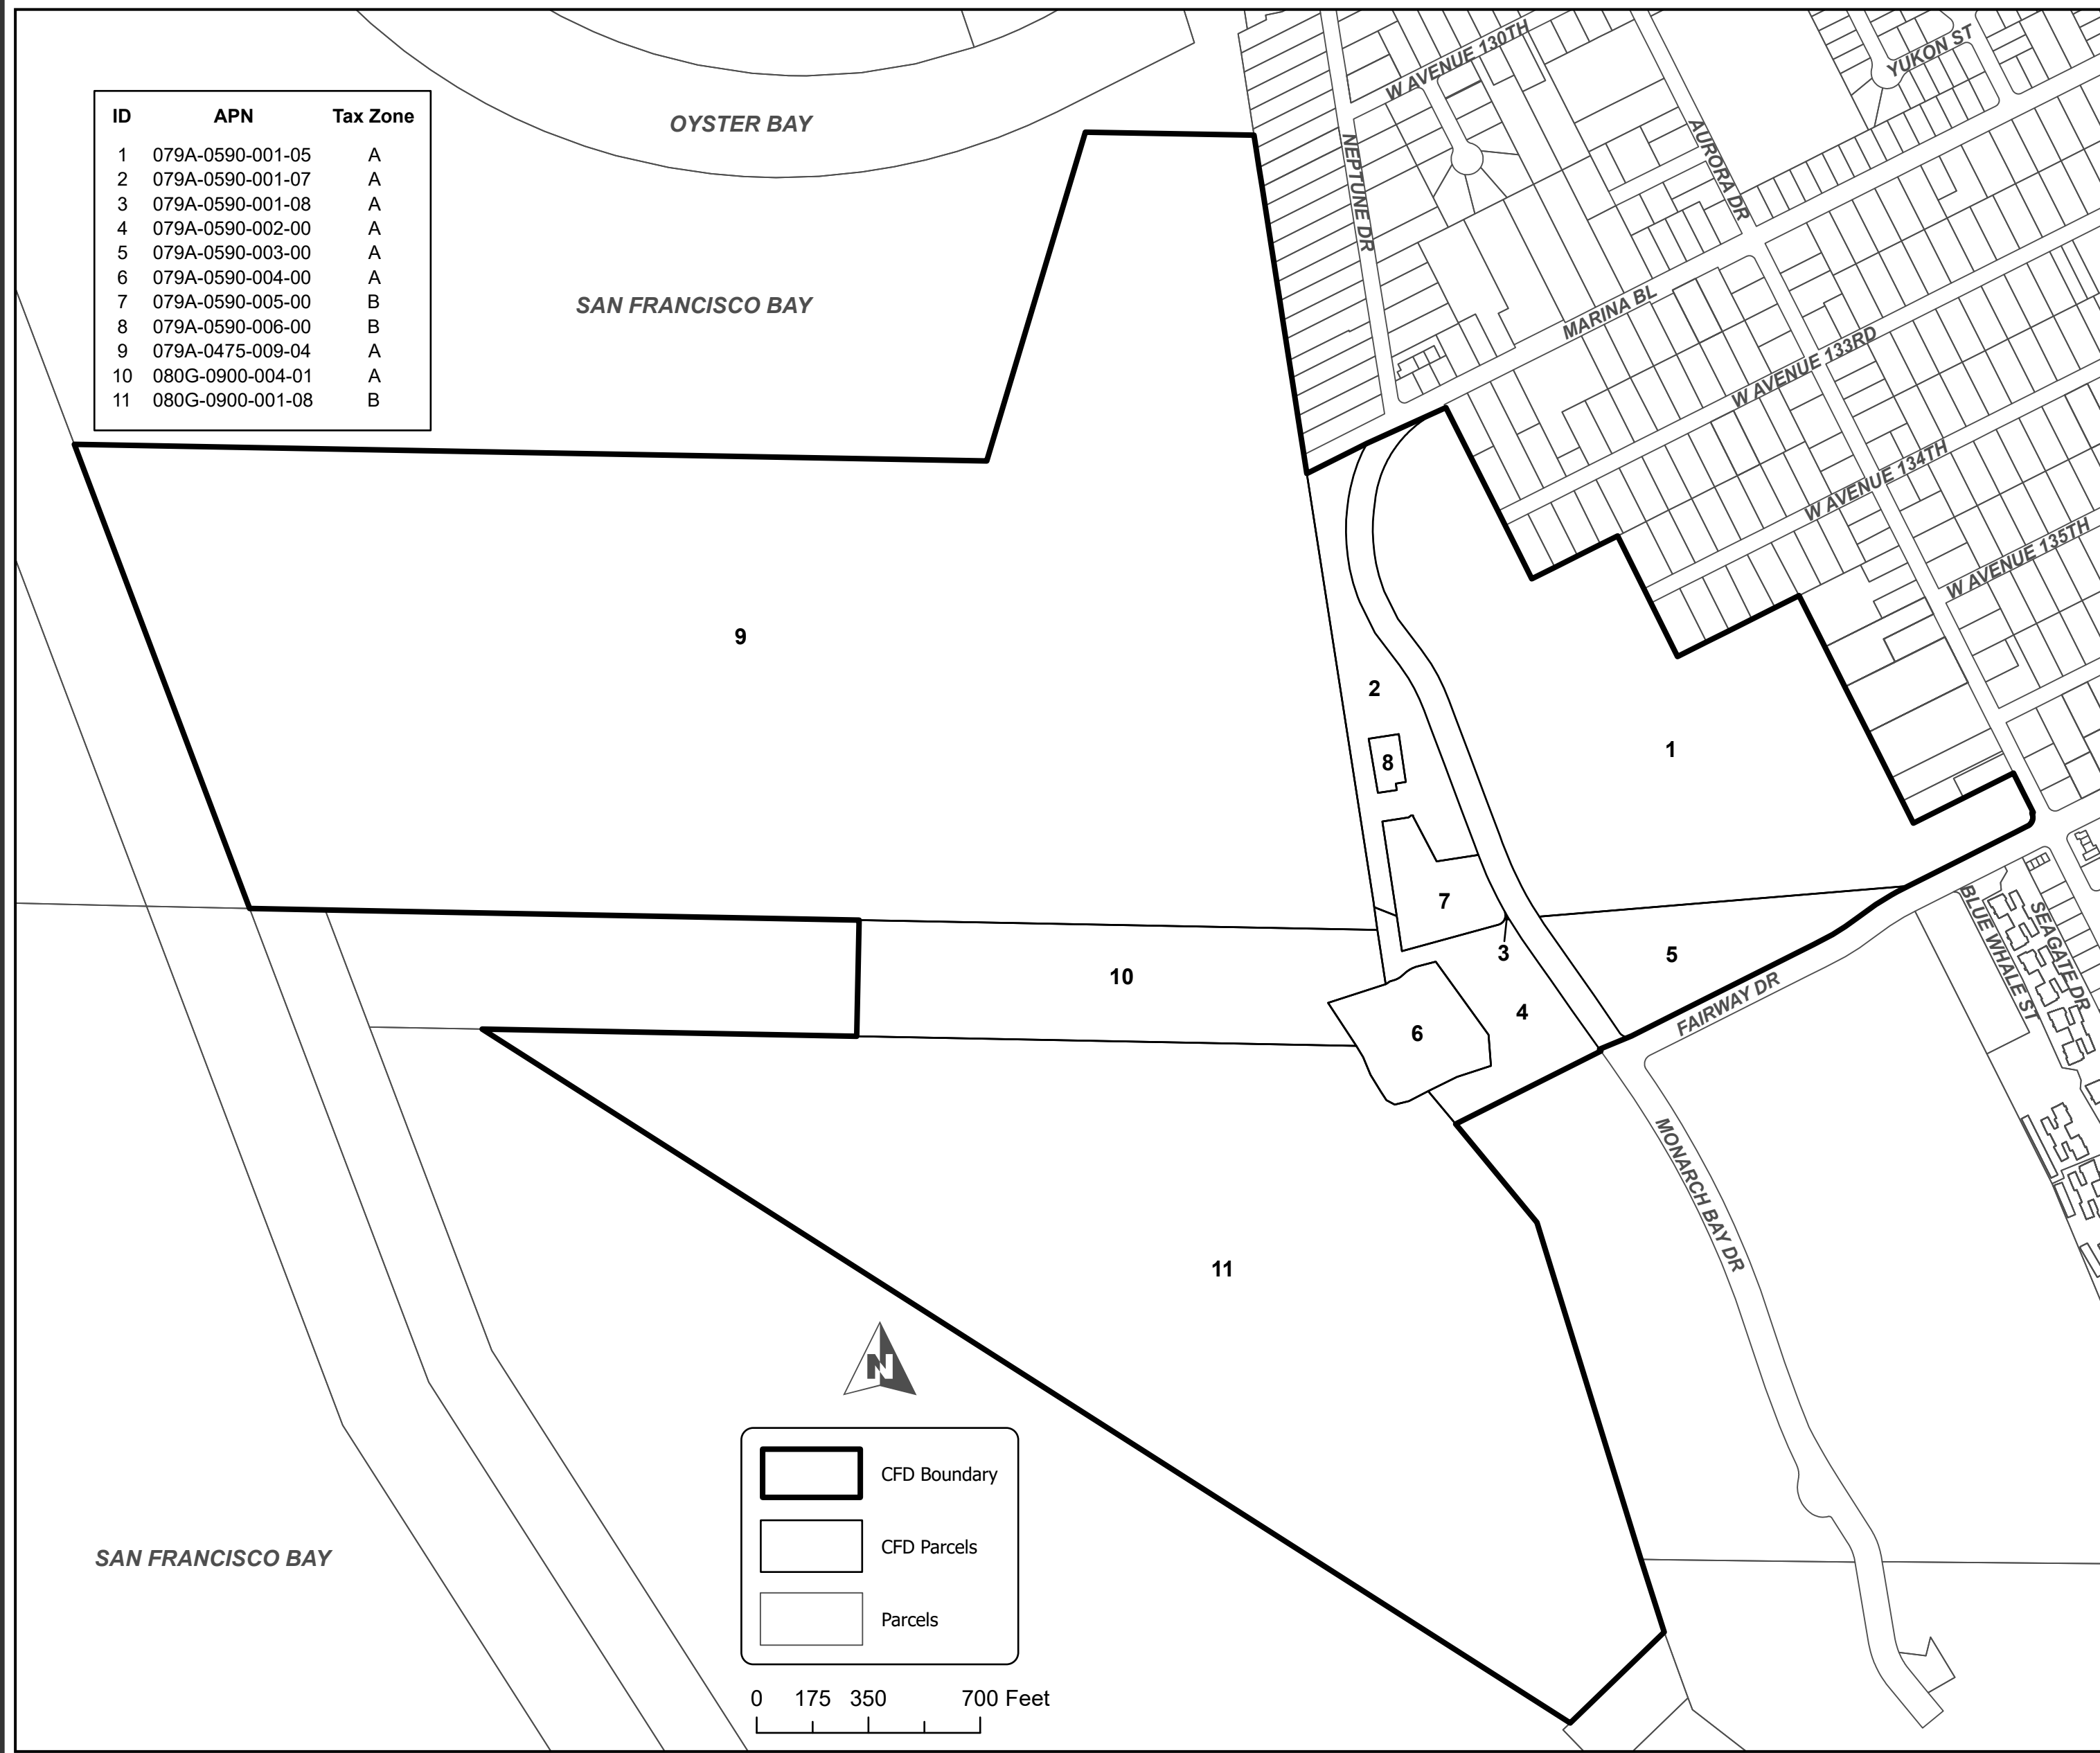 ID APN Tax Zone
1 079A-0590-001-05 A
2 079A-0590-001-07 A
3 079A-0590-001-08 A
4 079A-0590-002-00 A
5 079A-0590-003-00 A
6 079A-0590-004-00 A
7 079A-0590-005-00 B
8 079A-0590-006-00 B
9 079A-0475-009-04 A
10 080G-0900-004-01 A
11 080G-0900-001-08 B
OYSTER BAY
SAN FRANCISCO BAY
W AVENUE 130TH
YUKON ST
NEPTUNE DR
AURORA DR
MARINA BL
W AVENUE 133RD
W AVENUE 134TH
W AVENUE 135TH
9
2
1
8
7
3
5
10
4
6
FAIRWAY DR
BLUE WHALE ST
SEAGATE DR
MONARCH BAY DR
11
N
CFD Boundary
CFD Parcels
Parcels
SAN FRANCISCO BAY
0 175 350 700 Feet